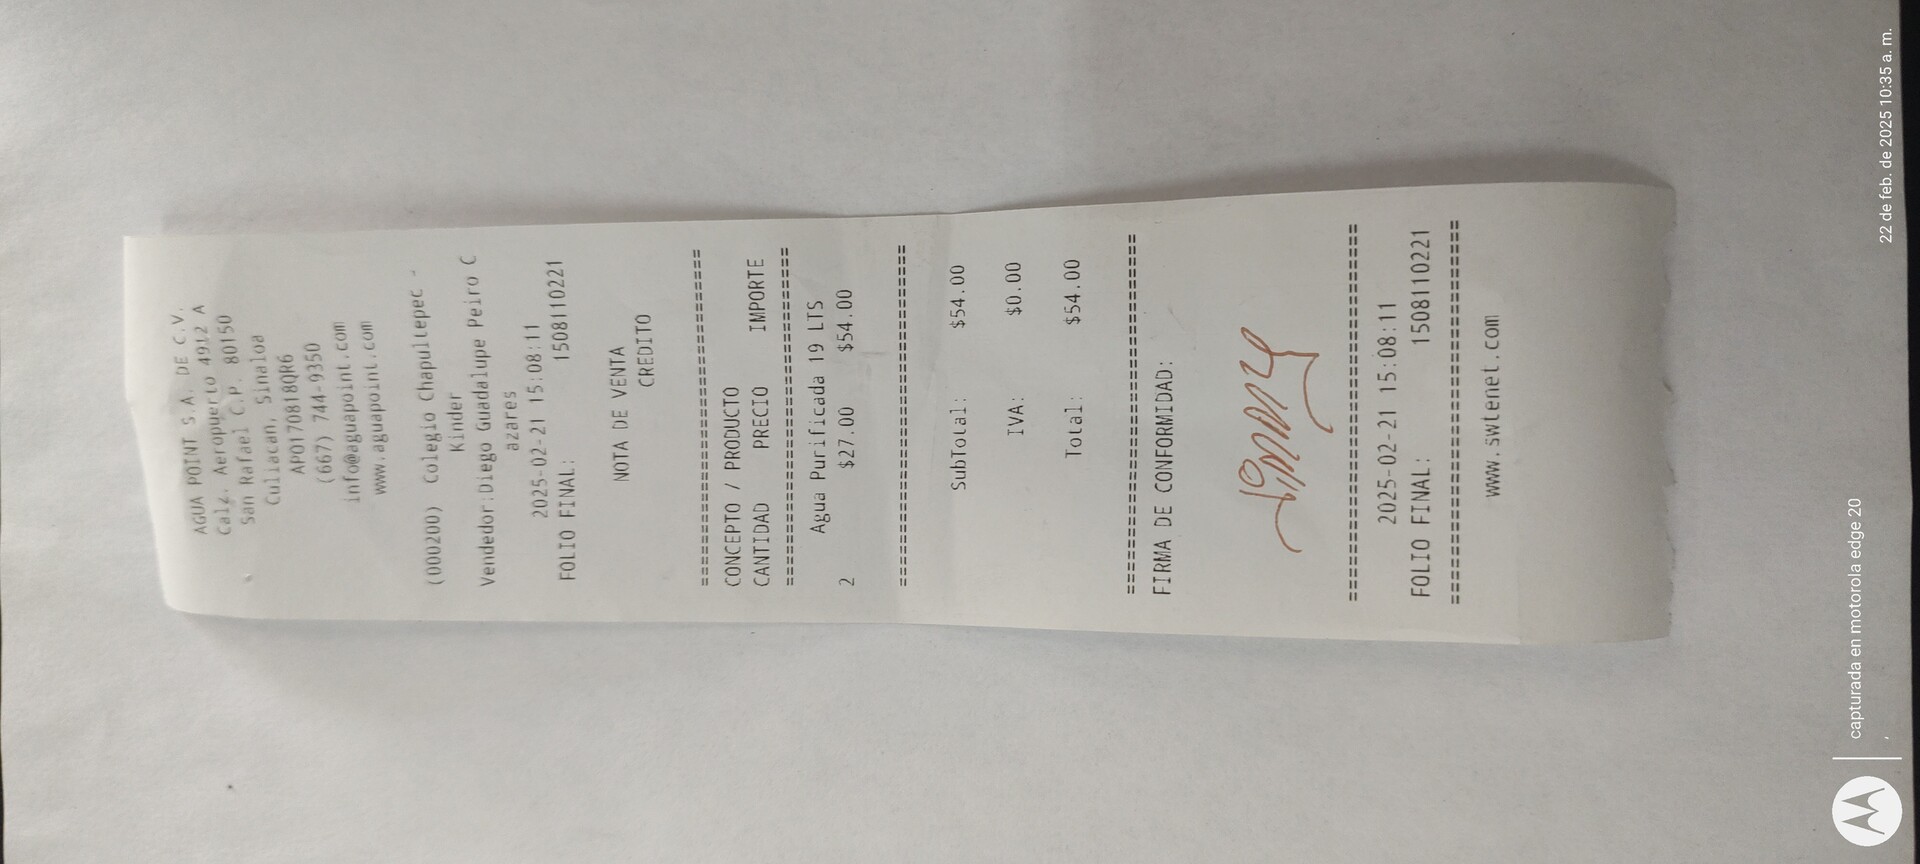 AGUA POINT S.A. DE C.V.
Calz. Aeropuerto 4912 A
San Rafael C.P. 80150
Culiacan, Sinaloa
APO170818QR6
(667) 744-9350
info@aguapoint.com
www.aguapoint.com
(000200) Colegio Chapultepec -
Kinder
Vendedor:Diego Guadalupe Peiro C
azares
2025-02-21 15:08:11
FOLIO FINAL: 1508110221
NOTA DE VENTA
CREDITO
================================
CONCEPTO / PRODUCTO
CANTIDAD PRECIO IMPORTE
================================
Agua Purificada 19 LTS
2 $27.00 $54.00
================================
SubTotal: $54.00
IVA: $0.00
Total: $54.00
================================
FIRMA DE CONFORMIDAD:
================================
2025-02-21 15:08:11
FOLIO FINAL: 1508110221
================================
www.swtenet.com
capturada en motorola edge 20
22 de feb. de 2025 10:35 a. m.